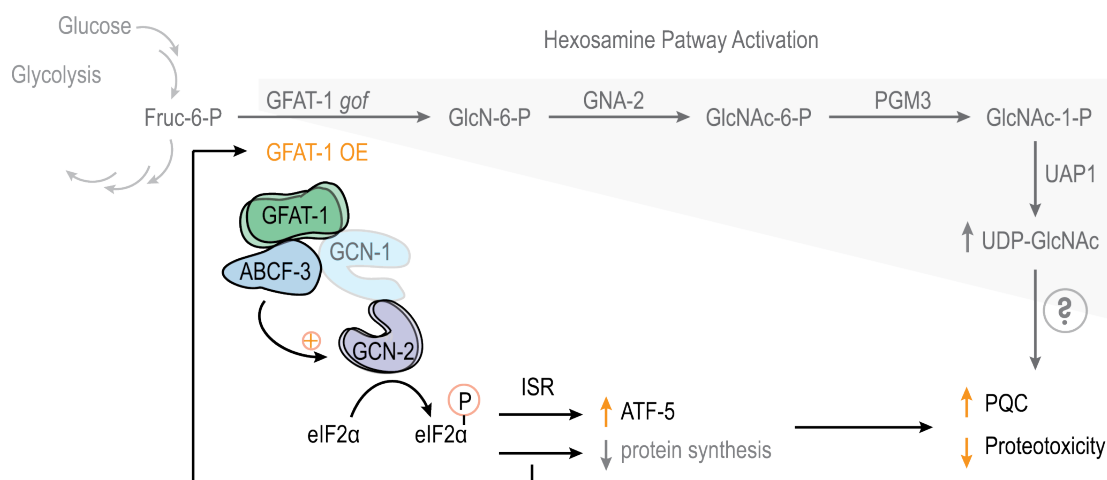 Glucose
Hexosamine Patway Activation
Glycolysis
Fruc-6-P
GFAT-1 gof
GlcN-6-P
GNA-2
GlcNAc-6-P
PGM3
GlcNAc-1-P
GFAT-1 OE
UAP1
GFAT-1
UDP-GlcNAc
GCN-1
ABCF-3
?
+
GCN-2
P
ISR
eIF2α
eIF2α
ATF-5
PQC
protein synthesis
Proteotoxicity